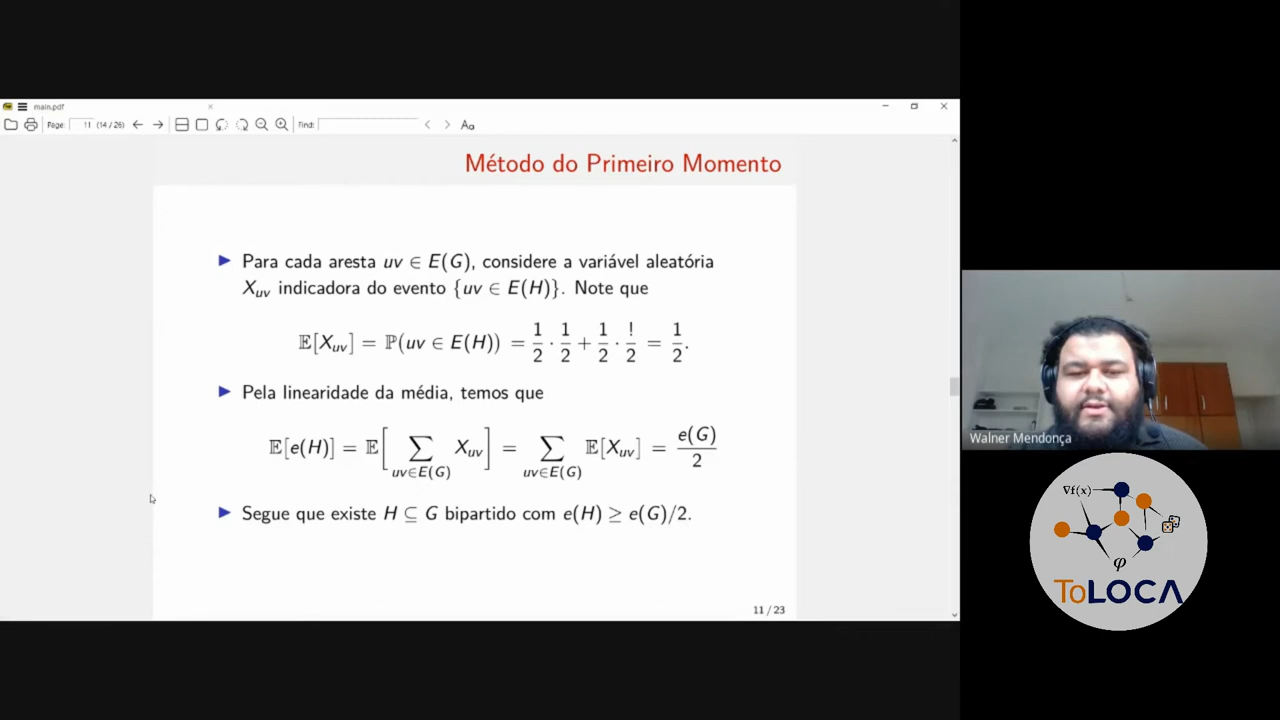 main.pdf
Page: 11 (14/26) Find: Aa
Método do Primeiro Momento
▶ Para cada aresta uv ∈ E(G), considere a variável aleatória
X_uv indicadora do evento {uv ∈ E(H)}. Note que
𝔼[X_uv] = ℙ(uv ∈ E(H)) = 1/2 · 1/2 + 1/2 · !/2 = 1/2.
▶ Pela linearidade da média, temos que
𝔼[e(H)] = 𝔼[∑_{uv∈E(G)} X_uv] = ∑_{uv∈E(G)} 𝔼[X_uv] = e(G)/2
▶ Segue que existe H ⊆ G bipartido com e(H) ≥ e(G)/2.
11 / 23
Walner Mendonça
∇f(x)
φ
ToLOCA